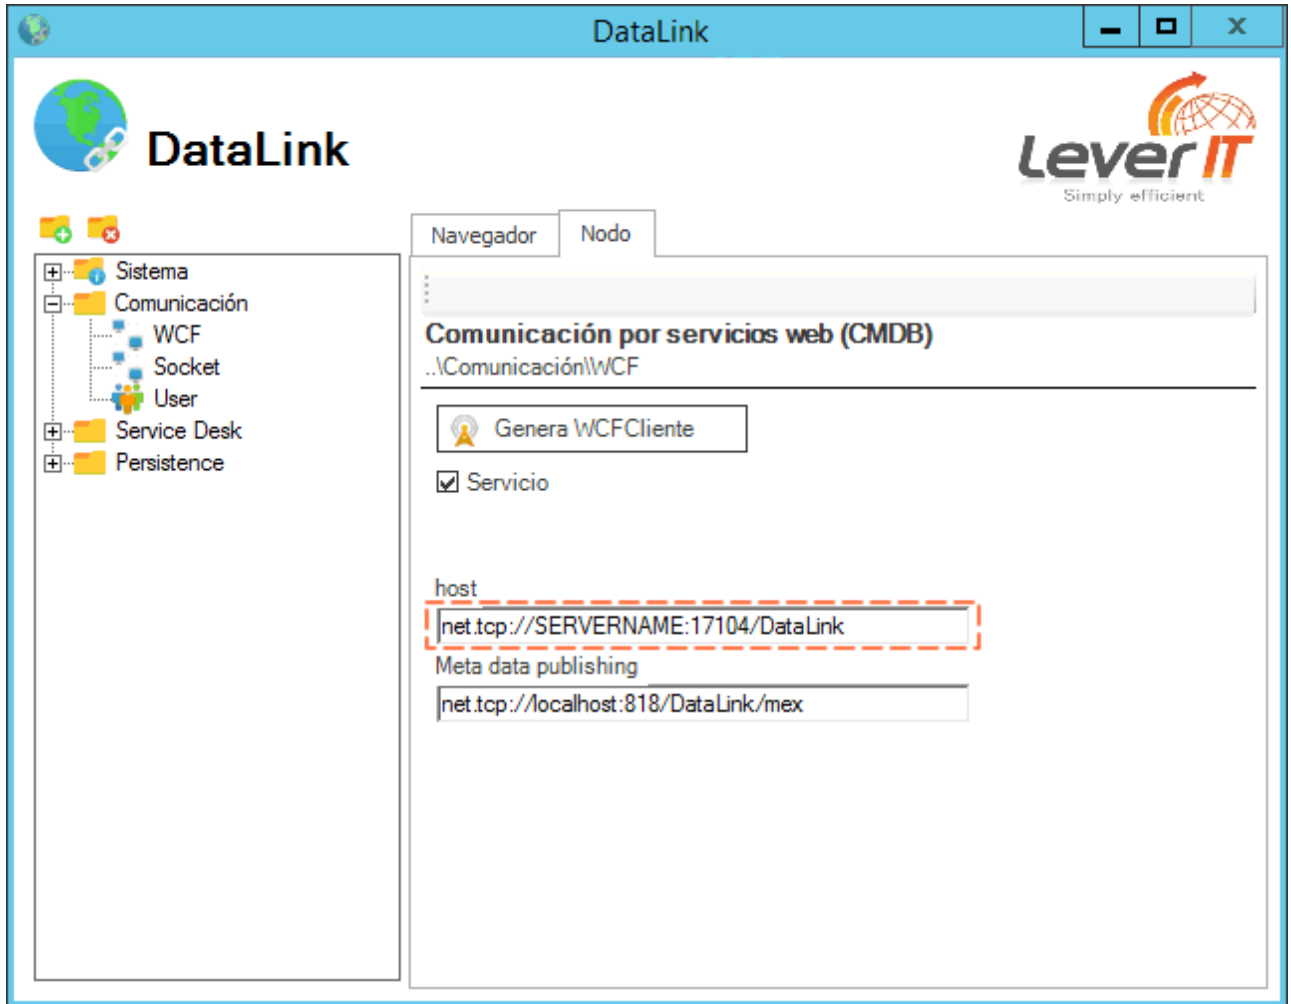 DataLink
DataLink
Lever IT
Simply efficient
Navegador
Nodo
Sistema
Comunicación
WCF
Socket
User
Service Desk
Persistence
Comunicación por servicios web (CMDB)
..\Comunicación\WCF
Genera WCFCliente
Servicio
host
net.tcp://SERVERNAME:17104/DataLink
Meta data publishing
net.tcp://localhost:818/DataLink/mex